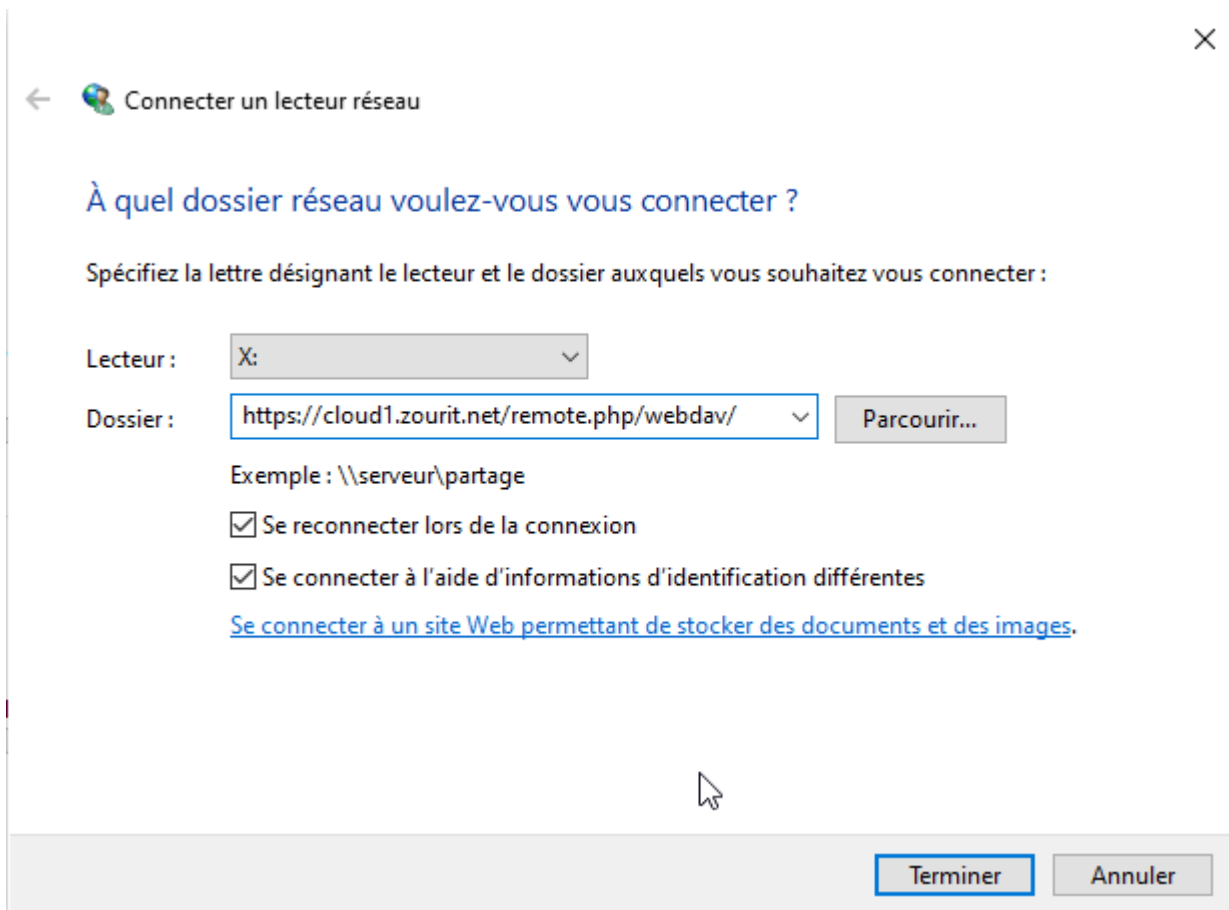 Connecter un lecteur réseau
À quel dossier réseau voulez-vous vous connecter ?
Spécifiez la lettre désignant le lecteur et le dossier auxquels vous souhaitez vous connecter :
Lecteur : X:
Dossier : https://cloud1.zourit.net/remote.php/webdav/ Parcourir...
Exemple : \\serveur\partage
Se reconnecter lors de la connexion
Se connecter à l’aide d’informations d’identification différentes
Se connecter à un site Web permettant de stocker des documents et des images.
Terminer Annuler